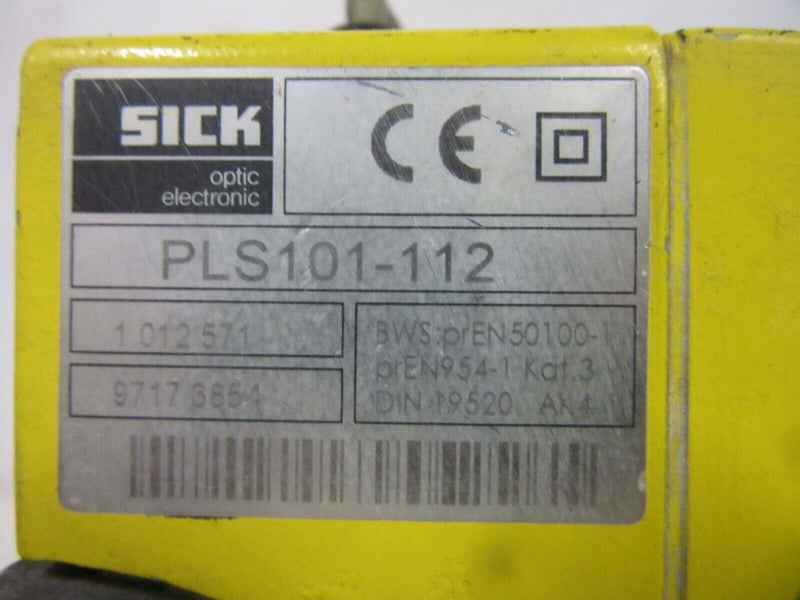 SICK
optic
electronic
CE
PLS101-112
1 012 571
9717 3854
BWS:prEN50100-1
prEN954-1 Kat.3
DIN 19520 AK4